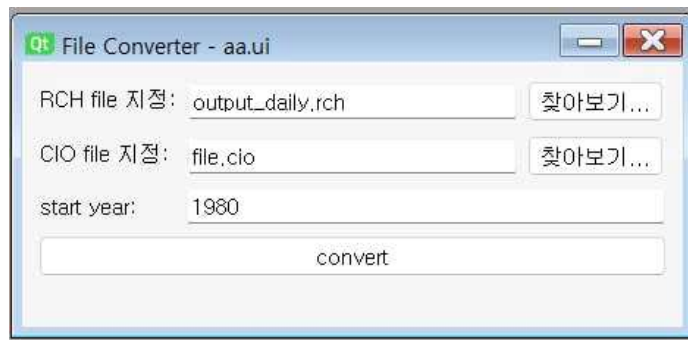 Qt File Converter - aa.ui
RCH file 지정: output_daily.rch 찾아보기...
CIO file 지정: file.cio 찾아보기...
start year: 1980
convert